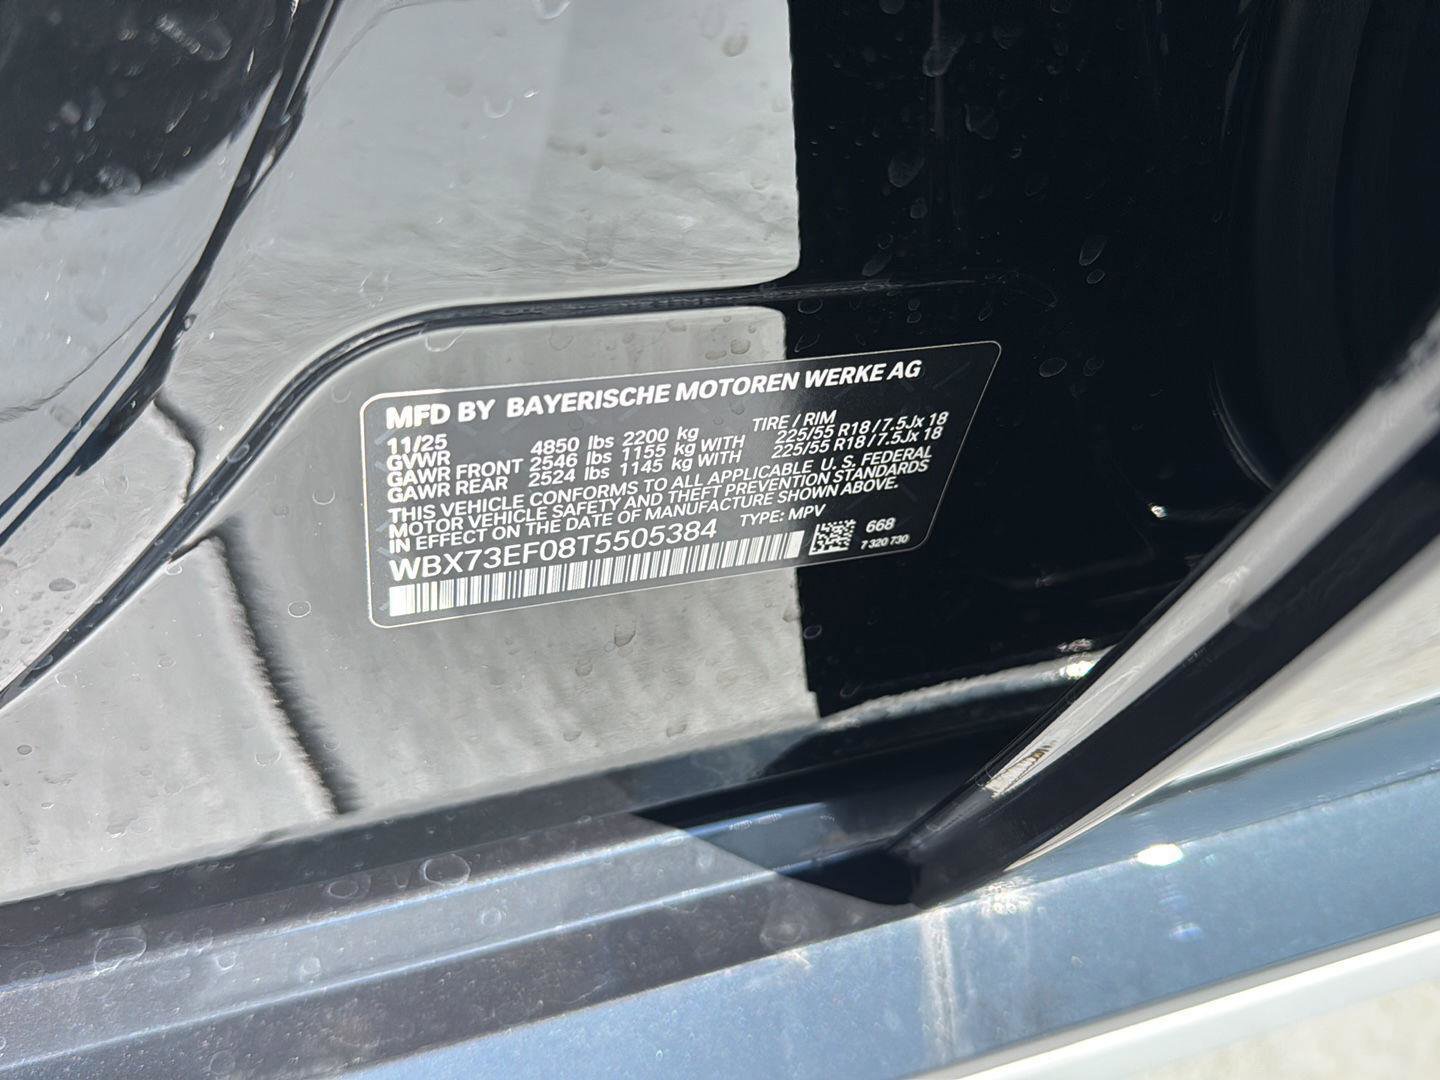 MFD BY BAYERISCHE MOTOREN WERKE AG
11/25 TIRE / RIM
GVWR 4850 lbs 2200 kg
GAWR FRONT 2546 lbs 1155 kg WITH 225/55 R18 / 7.5Jx 18
GAWR REAR 2524 lbs 1145 kg WITH 225/55 R18 / 7.5Jx 18
THIS VEHICLE CONFORMS TO ALL APPLICABLE U. S. FEDERAL
MOTOR VEHICLE SAFETY AND THEFT PREVENTION STANDARDS
IN EFFECT ON THE DATE OF MANUFACTURE SHOWN ABOVE.
WBX73EF08T5505384 TYPE: MPV
668
7 320 730